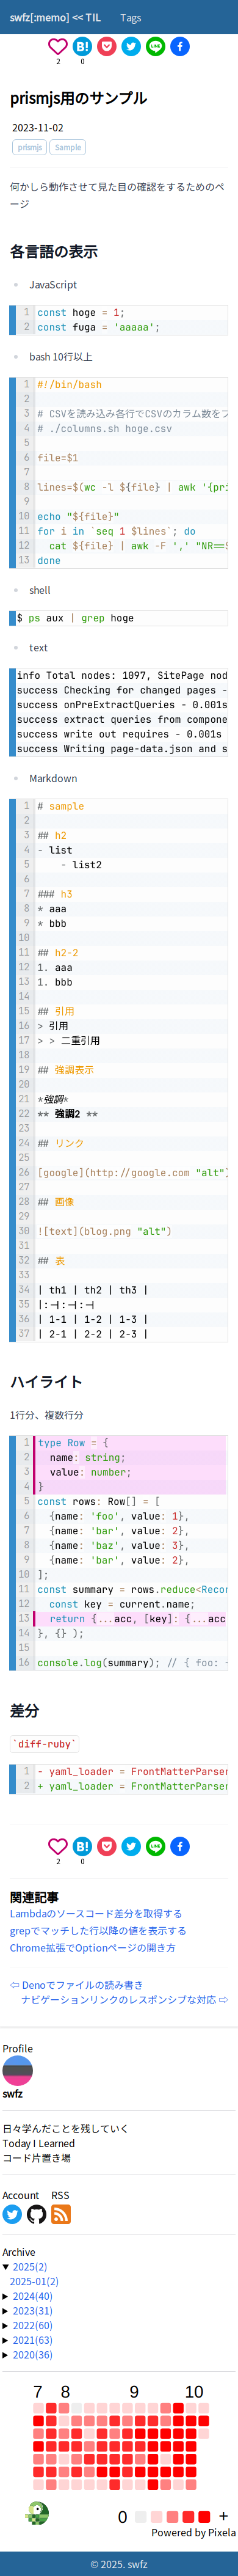 swfz[:memo] << TIL Tags
2 B! 0 LINE
prismjs用のサンプル
2023-11-02
prismjs Sample
何かしら動作させて見た目の確認をするためのペ
ージ
各言語の表示
JavaScript
1 const hoge = 1;
2 const fuga = 'aaaaa';
bash 10行以上
1 #!/bin/bash
2
3 # CSVを読み込み各行でCSVのカラム数をフ
4 # ./columns.sh hoge.csv
5
6 file=$1
7
8 lines=$(wc -l ${file} | awk '{pri
9
10 echo "${file}"
11 for i in `seq 1 $lines`; do
12 cat ${file} | awk -F ',' "NR==$
13 done
shell
$ ps aux | grep hoge
text
info Total nodes: 1097, SitePage nod
success Checking for changed pages -
success onPreExtractQueries - 0.001s
success extract queries from compone
success write out requires - 0.001s
success Writing page-data.json and s
Markdown
1 # sample
2
3 ## h2
4 - list
5 - list2
6
7 ### h3
8 * aaa
9 * bbb
10
11 ## h2-2
12 1. aaa
13 1. bbb
14
15 ## 引用
16 > 引用
17 > > 二重引用
18
19 ## 強調表示
20
21 *強調*
22 ** 強調2 **
23
24 ## リンク
25
26 [google](http://google.com "alt")
27
28 ## 画像
29
30 ![text](blog.png "alt")
31
32 ## 表
33
34 | th1 | th2 | th3 |
35 |:-|:-:|:-|
36 | 1-1 | 1-2 | 1-3 |
37 | 2-1 | 2-2 | 2-3 |
ハイライト
1行分、複数行分
1 type Row = {
2 name: string;
3 value: number;
4 }
5 const rows: Row[] = [
6 {name: 'foo', value: 1},
7 {name: 'bar', value: 2},
8 {name: 'baz', value: 3},
9 {name: 'bar', value: 2},
10 ];
11 const summary = rows.reduce<Recor
12 const key = current.name;
13 return {...acc, [key]: {...acc
14 }, {} );
15
16 console.log(summary); // { foo: 
差分
`diff-ruby`
1 - yaml_loader = FrontMatterParser
2 + yaml_loader = FrontMatterParser
2 B! 0 LINE
関連記事
Lambdaのソースコード差分を取得する
grepでマッチした行以降の値を表示する
Chrome拡張でOptionページの開き方
⇦ Denoでファイルの読み書き
ナビゲーションリンクのレスポンシブな対応 ⇨
Profile
swfz
日々学んだことを残していく
Today I Learned
コード片置き場
Account RSS
Archive
▼ 2025(2)
2025-01(2)
▶ 2024(40)
▶ 2023(31)
▶ 2022(60)
▶ 2021(63)
▶ 2020(36)
7 8 9 10
0 +
Powered by Pixela
© 2025. swfz